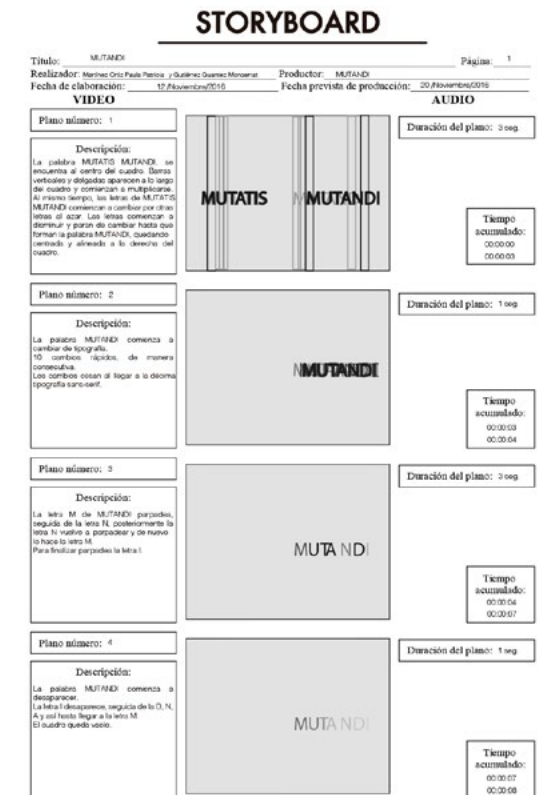 STORYBOARD
Título: MUTANDI Página: 1
Realizador: Martínez Ortiz Paula Patricia y Gutiérrez Guarnez Monserrat Productor: MUTANDI
Fecha de elaboración: 12/Noviembre/2016 Fecha prevista de producción: 20/Noviembre/2016
VIDEO AUDIO
Plano número: 1
Descripción:
La palabra MUTATIS MUTANDI, se
encuentra al centro del cuadro. Barras
verticales y delgadas aparecen a lo largo
del cuadro y comienzan a multiplicarse.
Al mismo tiempo, las letras de MUTATIS
MUTANDI comienzan a cambiar por otras
letras al azar. Las letras comienzan a
disminuir y paran de cambiar hasta que
forman la palabra MUTANDI, quedando
centrada y alineada a la derecha del
cuadro.
MUTATIS MUTANDI
Duración del plano: 3 seg.
Tiempo
acumulado:
00:00:00
00:00:03
Plano número: 2
Descripción:
La palabra MUTANDI comienza a
cambiar de tipografía.
10 cambios rápidos, de manera
consecutiva.
Los cambios cesan al llegar a la décima
tipografía sans-serif.
MUTANDI
Duración del plano: 1 seg.
Tiempo
acumulado:
00:00:03
00:00:04
Plano número: 3
Descripción:
La letra M de MUTANDI parpadea,
seguida de la letra N, posteriormente la
letra N vuelve a parpadear y de nuevo
lo hace la letra M.
Para finalizar parpadea la letra I.
MUTA NDI
Duración del plano: 3 seg.
Tiempo
acumulado:
00:00:04
00:00:07
Plano número: 4
Descripción:
La palabra MUTANDI comienza a
desaparecer.
La letra I desaparece, seguida de la D, N,
A y así hasta llegar a la letra M.
El cuadro queda vacío.
MUTA NDI
Duración del plano: 1 seg.
Tiempo
acumulado:
00:00:07
00:00:08